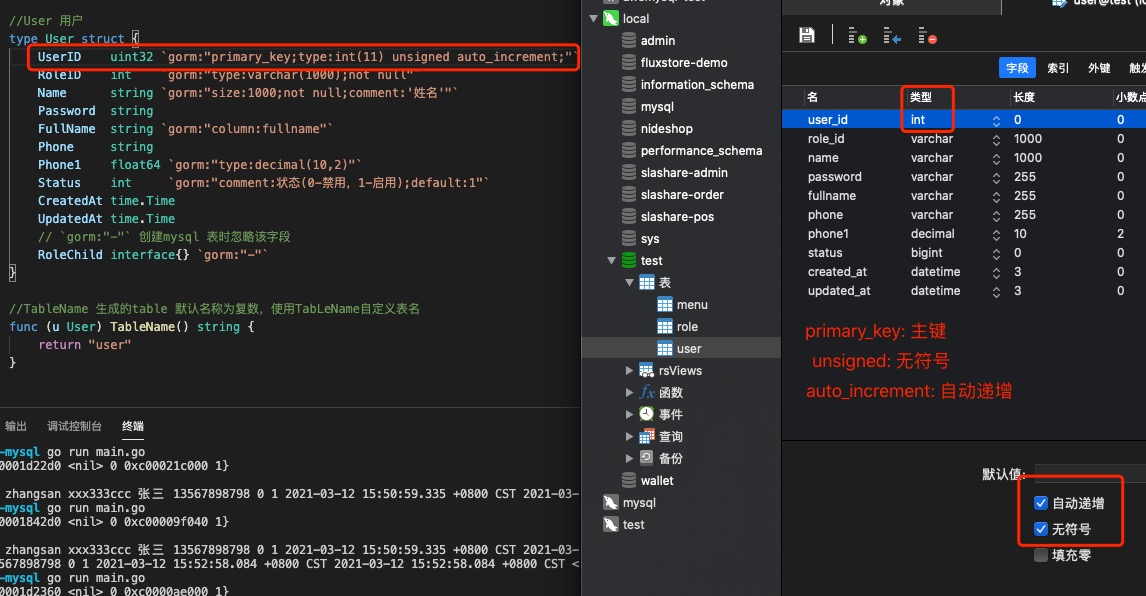 //User 用户
type User struct {
UserID uint32 `gorm:"primary_key;type:int(11) unsigned auto_increment;"`
RoleID int `gorm:"type:varchar(1000);not null"`
Name string `gorm:"size:1000;not null;comment:'姓名'"`
Password string
FullName string `gorm:"column:fullname"`
Phone string
Phone1 float64 `gorm:"type:decimal(10,2)"`
Status int `gorm:"comment:状态(0-禁用，1-启用);default:1"`
CreatedAt time.Time
UpdatedAt time.Time
// `gorm:"-"` 创建mysql 表时忽略该字段
RoleChild interface{} `gorm:"-"`
}
//TableName 生成的table 默认名称为复数，使用TabLeName自定义表名
func (u User) TableName() string {
return "user"
}
输出 调试控制台 终端
-mysql go run main.go
0001d22d0 <nil> 0 0xc00021c000 1}
zhangsan xxx333ccc 张三 13567898798 0 1 2021-03-12 15:50:59.335 +0800 CST 2021-03-
-mysql go run main.go
0001842d0 <nil> 0 0xc00009f040 1}
zhangsan xxx333ccc 张三 13567898798 0 1 2021-03-12 15:50:59.335 +0800 CST 2021-03-
567898798 0 1 2021-03-12 15:52:58.084 +0800 CST 2021-03-12 15:52:58.084 +0800 CST <
-mysql go run main.go
0001d2360 <nil> 0 0xc0000ae000 1}
local
admin
fluxstore-demo
information_schema
mysql
nideshop
performance_schema
slashare-admin
slashare-order
slashare-pos
sys
test
表
menu
role
user
rsViews
fx 函数
事件
查询
备份
wallet
mysql
test
对象
字段 索引 外键
名 类型 长度 小数点
user_id int 0 0
role_id varchar 1000 0
name varchar 1000 0
password varchar 255 0
fullname varchar 255 0
phone varchar 255 0
phone1 decimal 10 2
status bigint 0 0
created_at datetime 3 0
updated_at datetime 3 0
primary_key: 主键
unsigned: 无符号
auto_increment: 自动递增
默认值:
自动递增
无符号
填充零